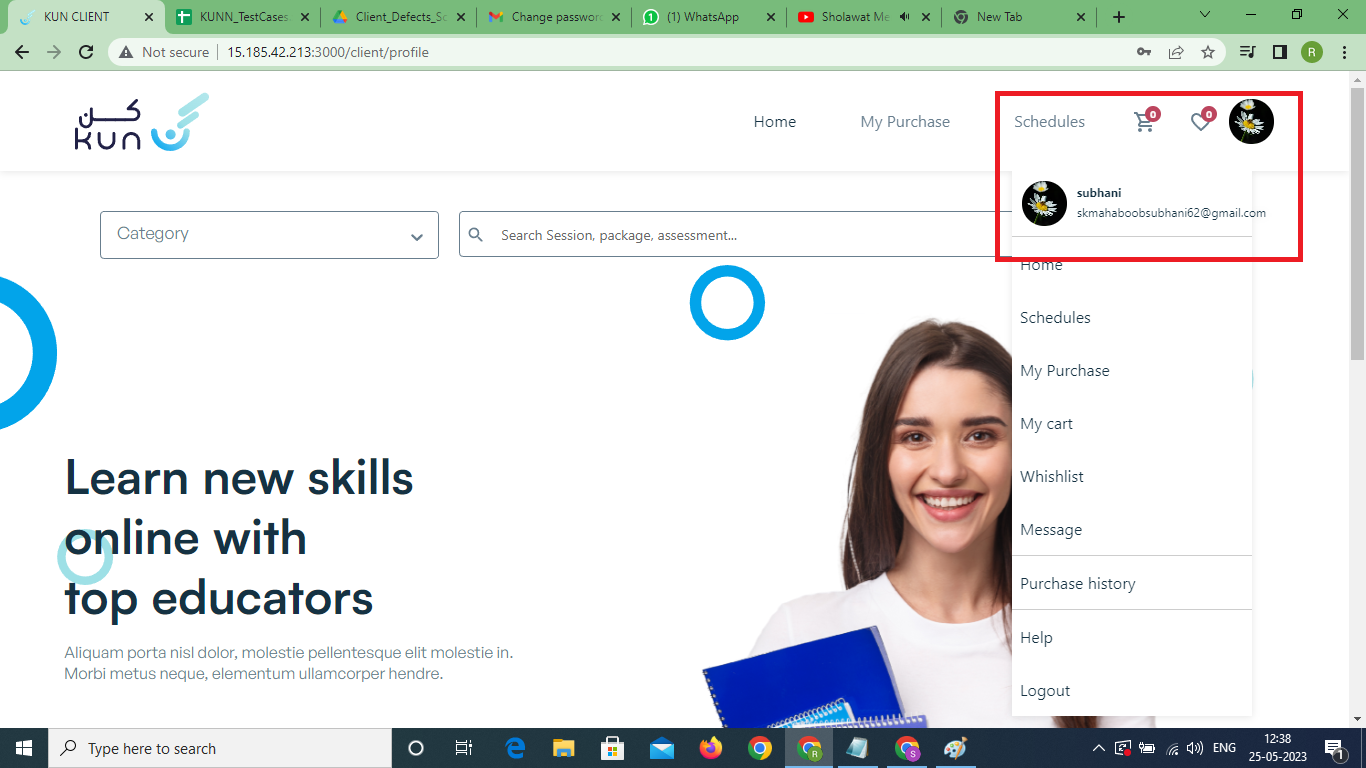 KUN CLIENT
KUNN_TestCases
Client_Defects_Sc
Change password
(1) WhatsApp
Sholawat Me
New Tab
Not secure
15.185.42.213:3000/client/profile
R
كن
kun
Home
My Purchase
Schedules
0
0
subhani
skmahaboobsubhani62@gmail.com
Category
Search Session, package, assessment...
Home
Schedules
My Purchase
My cart
Whishlist
Message
Purchase history
Help
Logout
Learn new skills
online with
top educators
Aliquam porta nisl dolor, molestie pellentesque elit molestie in.
Morbi metus neque, elementum ullamcorper hendre.
Type here to search
R
S
ENG
12:38
25-05-2023
1